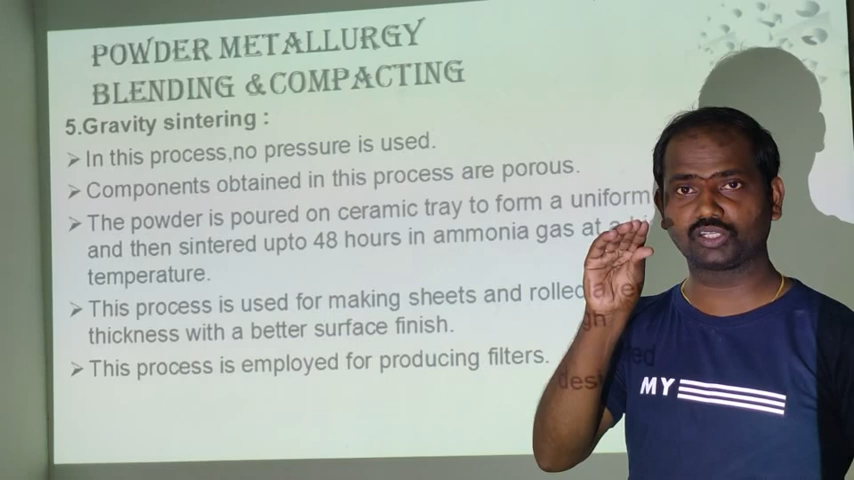 POWDER METALLURGY
BLENDING &COMPACTING
5.Gravity sintering :
➤ In this process,no pressure is used.
➤ Components obtained in this process are porous.
➤ The powder is poured on ceramic tray to form a uniform layer
and then sintered upto 48 hours in ammonia gas at a high
temperature.
➤ This process is used for making sheets and rolled
thickness with a better surface finish.
➤ This process is employed for producing filters.
MY